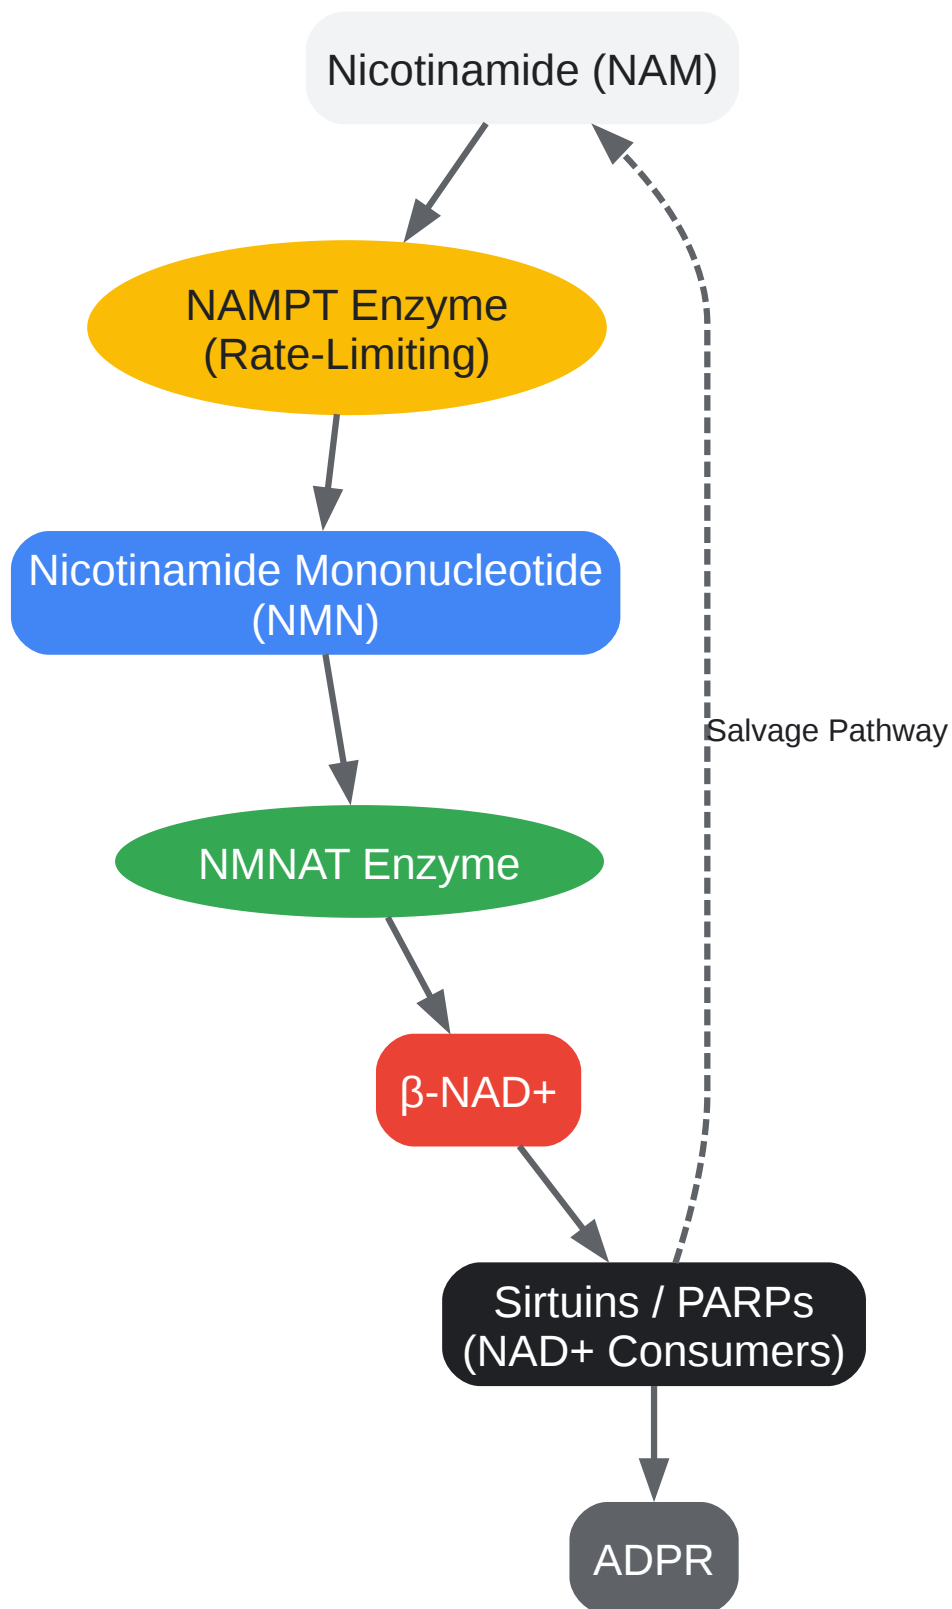 Nicotinamide (NAM)
NAMPT Enzyme
(Rate-Limiting)
Nicotinamide Mononucleotide
(NMN)
Salvage Pathway
NMNAT Enzyme
β-NAD+
Sirtuins / PARPs
(NAD+ Consumers)
ADPR